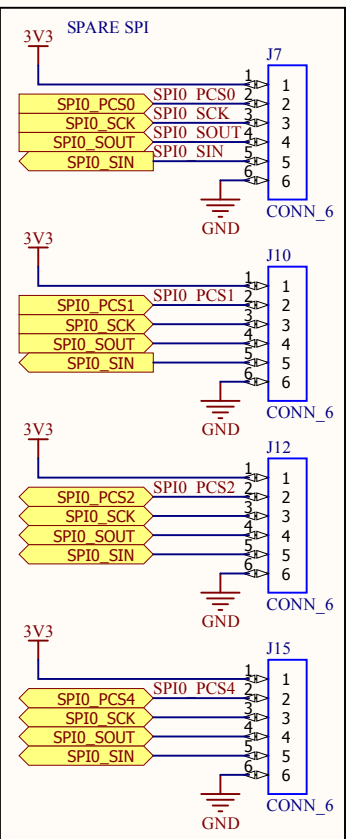 SPARE SPI
3V3
J7
1 1
SPI0_PCS0 SPI0_PCS0 2 2
SPI0_SCK SPI0_SCK 3 3
SPI0_SOUT SPI0_SOUT 4 4
SPI0_SIN SPI0_SIN 5 5
6 6
GND CONN_6
3V3
J10
1 1
SPI0_PCS1 SPI0_PCS1 2 2
SPI0_SCK 3 3
SPI0_SOUT 4 4
SPI0_SIN 5 5
6 6
GND CONN_6
3V3
J12
1 1
SPI0_PCS2 SPI0_PCS2 2 2
SPI0_SCK 3 3
SPI0_SOUT 4 4
SPI0_SIN 5 5
6 6
GND CONN_6
3V3
J15
1 1
SPI0_PCS4 SPI0_PCS4 2 2
SPI0_SCK 3 3
SPI0_SOUT 4 4
SPI0_SIN 5 5
6 6
GND CONN_6